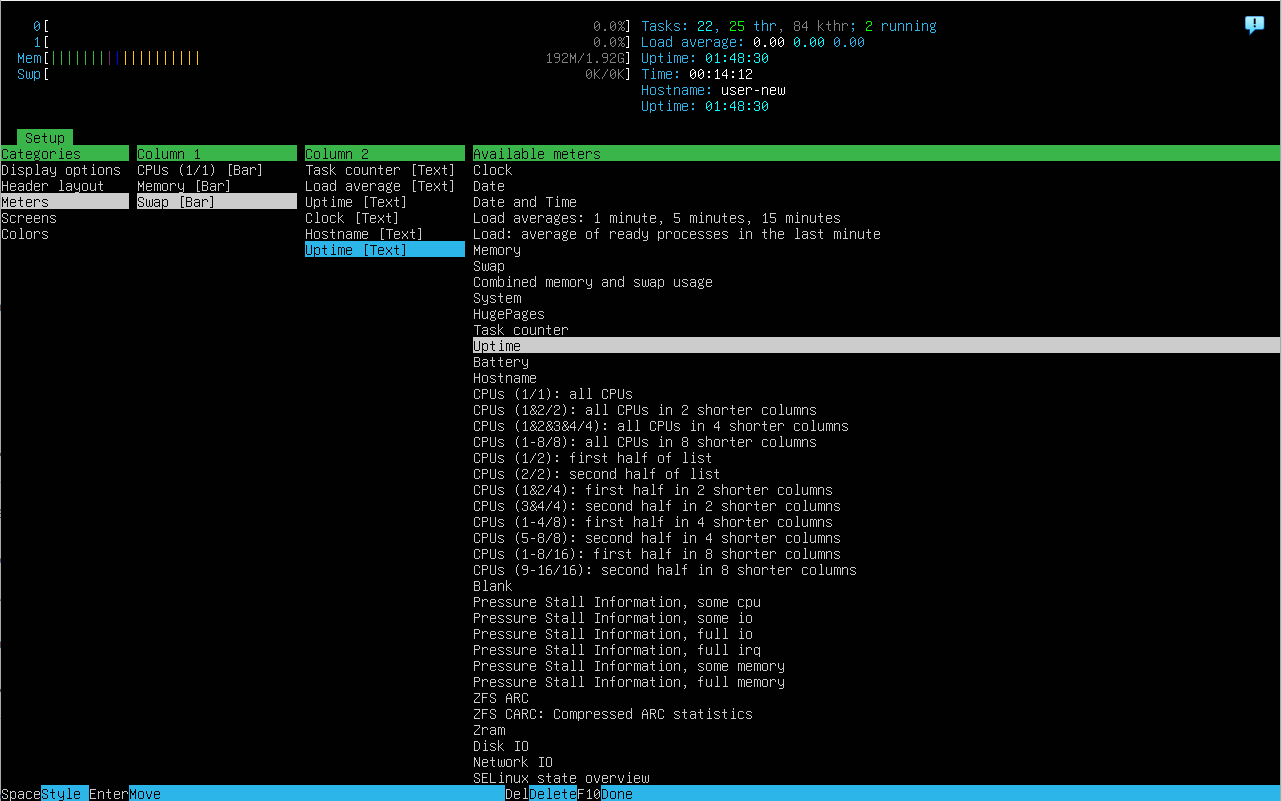 0[ 0.0%] Tasks: 22, 25 thr, 84 kthr; 2 running
1[ 0.0%] Load average: 0.00 0.00 0.00
Mem[||||||||||||||||||| 192M/1.92G] Uptime: 01:48:30
Swp[ 0K/0K] Time: 00:14:12
Hostname: user-new
Uptime: 01:48:30
Setup
Categories Column 1 Column 2 Available meters
Display options CPUs (1/1) [Bar] Task counter [Text] Clock
Header layout Memory [Bar] Load average [Text] Date
Meters Swap [Bar] Uptime [Text] Date and Time
Screens Clock [Text] Load averages: 1 minute, 5 minutes, 15 minutes
Colors Hostname [Text] Load: average of ready processes in the last minute
Uptime [Text] Memory
Swap
Combined memory and swap usage
System
HugePages
Task counter
Uptime
Battery
Hostname
CPUs (1/1): all CPUs
CPUs (1&2/2): all CPUs in 2 shorter columns
CPUs (1&2&3&4/4): all CPUs in 4 shorter columns
CPUs (1-8/8): all CPUs in 8 shorter columns
CPUs (1/2): first half of list
CPUs (2/2): second half of list
CPUs (1&2/4): first half in 2 shorter columns
CPUs (3&4/4): second half in 2 shorter columns
CPUs (1-4/8): first half in 4 shorter columns
CPUs (5-8/8): second half in 4 shorter columns
CPUs (1-8/16): first half in 8 shorter columns
CPUs (9-16/16): second half in 8 shorter columns
Blank
Pressure Stall Information, some cpu
Pressure Stall Information, some io
Pressure Stall Information, full io
Pressure Stall Information, full irq
Pressure Stall Information, some memory
Pressure Stall Information, full memory
ZFS ARC
ZFS CARC: Compressed ARC statistics
Zram
Disk IO
Network IO
SELinux state overview
SpaceStyle EnterMove DelDeleteF10Done